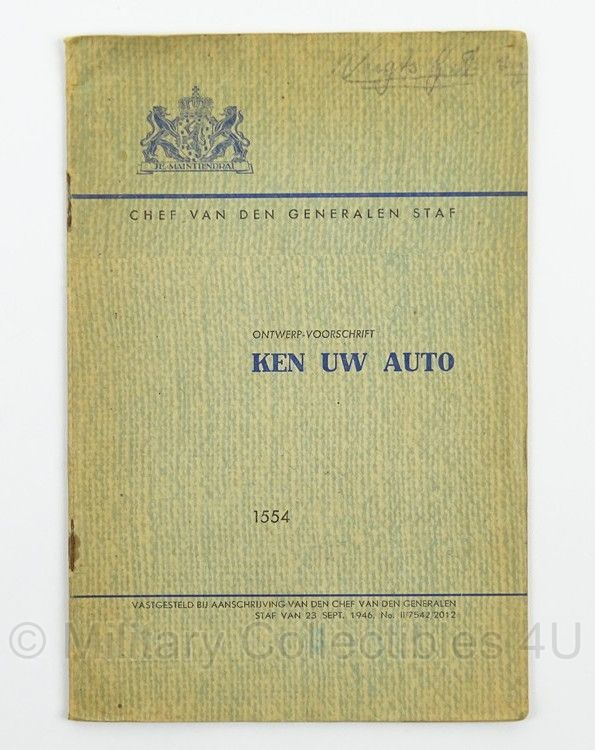 JE MAINTIENDRAI
CHEF VAN DEN GENERALEN STAF
ONTWERP-VOORSCHRIFT
KEN UW AUTO
1554
VASTGESTELD BIJ AANSCHRIJVING VAN DEN CHEF VAN DEN GENERALEN
STAF VAN 23 SEPT. 1946, No. II/7542/2012
© Military Collectibles 4U